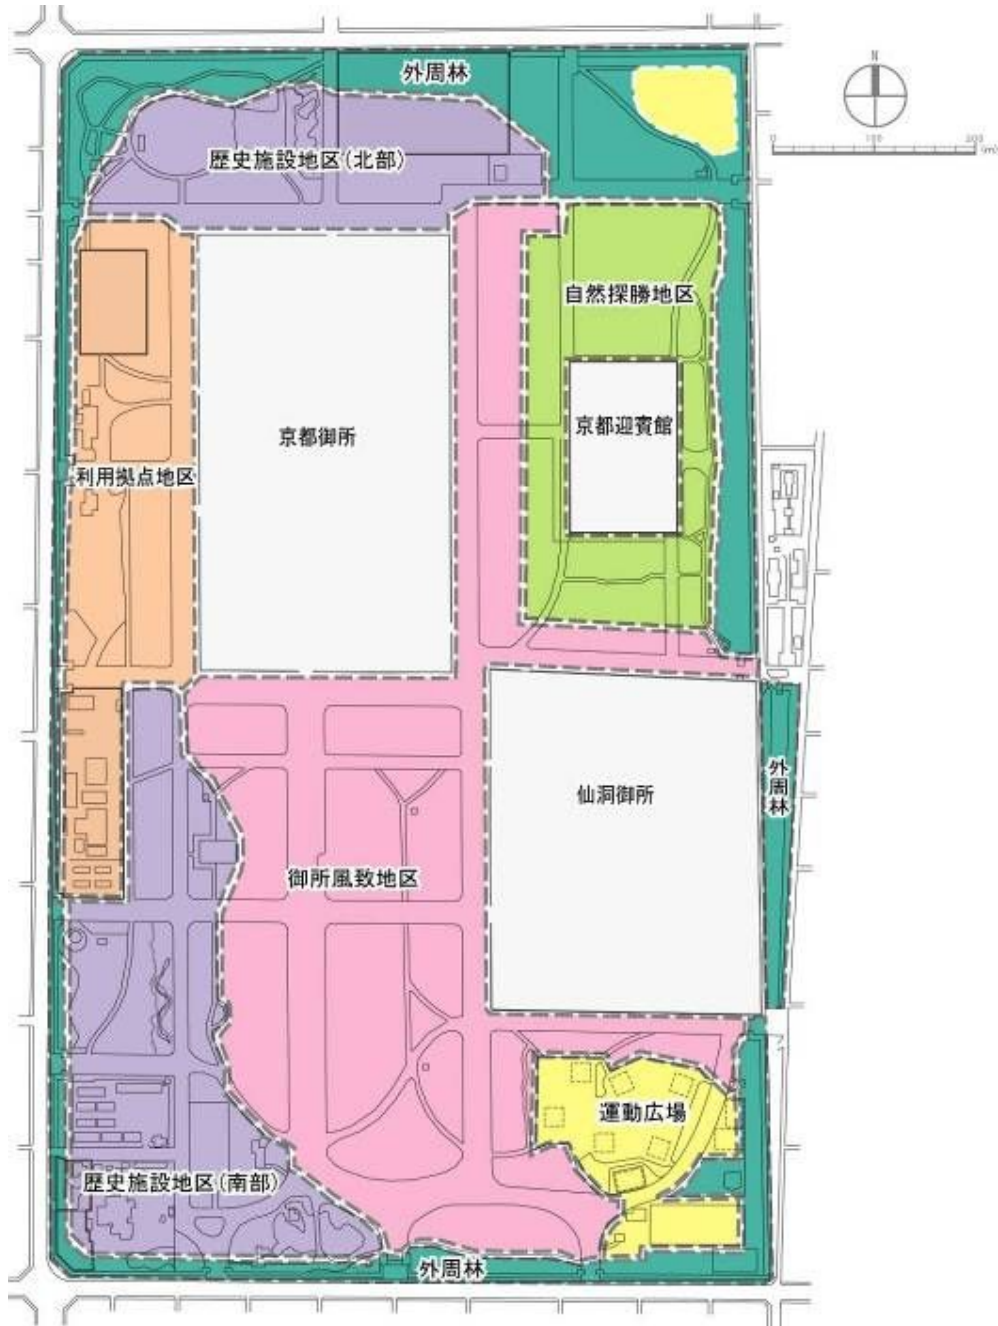 外周林
N
0 100 200
(m)
歴史施設地区(北部)
自然探勝地区
京都迎賓館
京都御所
利用拠点地区
外周林
仙洞御所
御所風致地区
運動広場
歴史施設地区(南部)
外周林